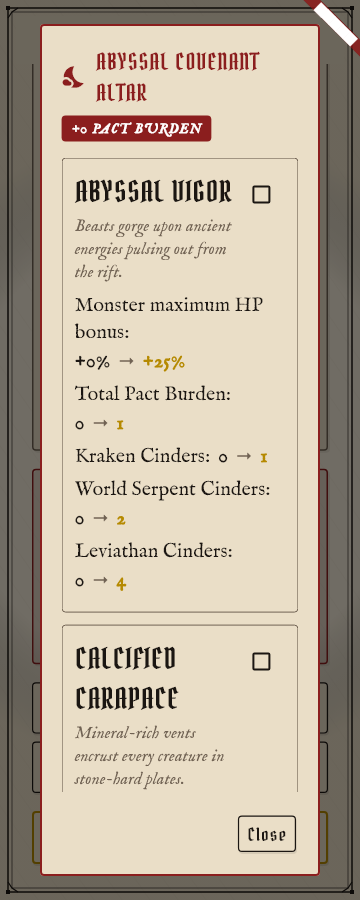 ABYSSAL COVENANT
ALTAR
+0 PACT BURDEN
ABYSSAL VIGOR
Beasts gorge upon ancient
energies pulsing out from
the rift.
Monster maximum HP
bonus:
+0% → +25%
Total Pact Burden:
0 → 1
Kraken Cinders: 0 → 1
World Serpent Cinders:
0 → 2
Leviathan Cinders:
0 → 4
CALCIFIED
CARAPACE
Mineral-rich vents
encrust every creature in
stone-hard plates.
Close